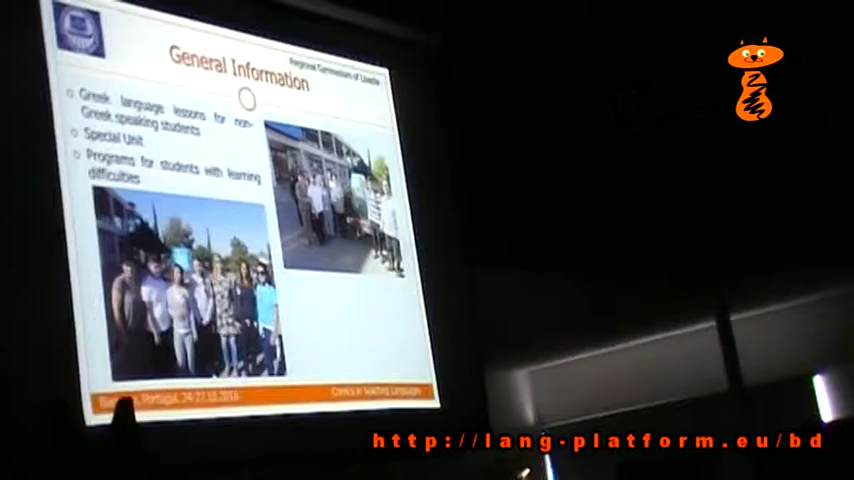 Regional Gymnasium of Livadia
General Information
Greek language lessons for non-
Greek speaking students
Special Unit
Programs for students with learning
difficulties
Portugal, 24-27.10.2016
Comics in Teaching Languages
http://lang-platform.eu/bd